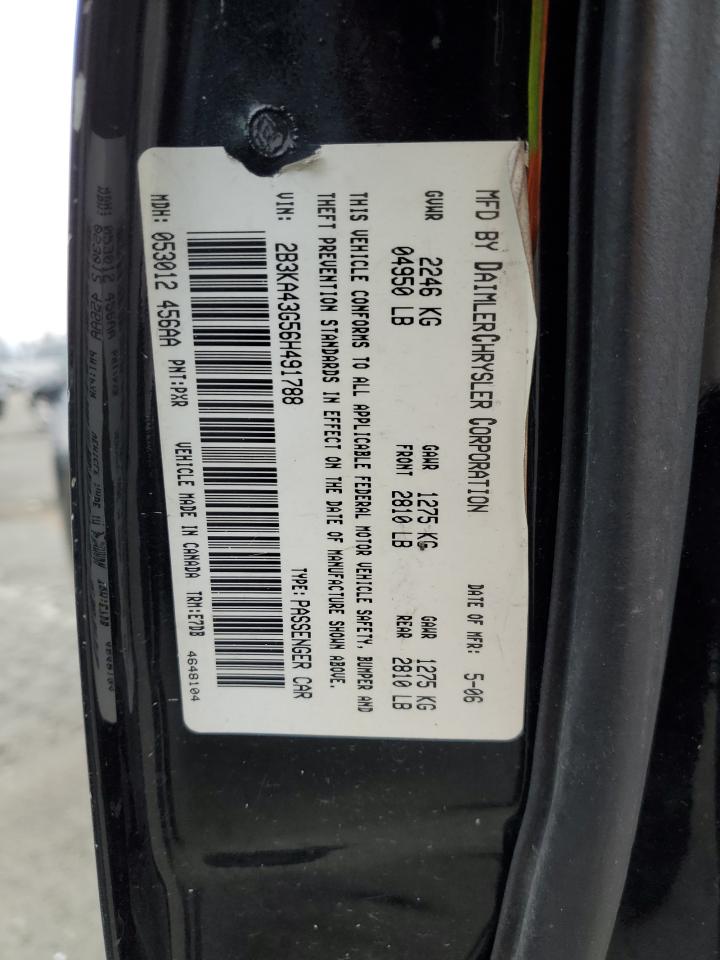 MFD BY DAIMLERCHRYSLER CORPORATION DATE OF MFR: 5-06
GVWR 2246 KG GAWR 1275 KG GAWR 1275 KG
04950 LB FRONT 2810 LB REAR 2810 LB
THIS VEHICLE CONFORMS TO ALL APPLICABLE FEDERAL MOTOR VEHICLE SAFETY, BUMPER AND
THEFT PREVENTION STANDARDS IN EFFECT ON THE DATE OF MANUFACTURE SHOWN ABOVE.
VIN: 2B3KA43G56H491788 TYPE: PASSENGER CAR
MDH: 053012 456AA PNT:PXR VEHICLE MADE IN CANADA TRM:E7DB 4648104